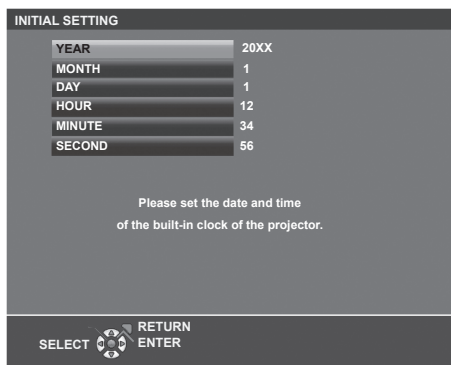 INITIAL SETTING
YEAR 20XX
MONTH 1
DAY 1
HOUR 12
MINUTE 34
SECOND 56
Please set the date and time
of the built-in clock of the projector.
RETURN
SELECT ENTER